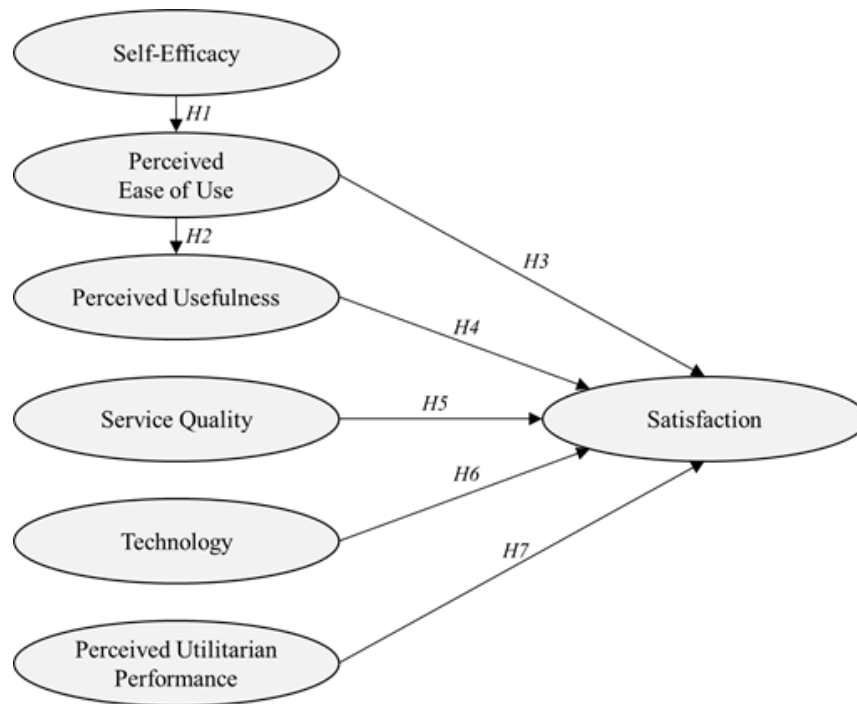 Self-Efficacy
H1
Perceived
Ease of Use
H2
H3
Perceived Usefulness
H4
Service Quality
H5
Satisfaction
H6
Technology
H7
Perceived Utilitarian
Performance